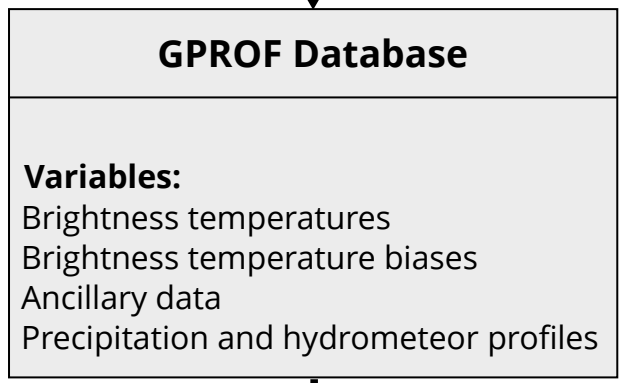 GPROF Database
Variables:
Brightness temperatures
Brightness temperature biases
Ancillary data
Precipitation and hydrometeor profiles